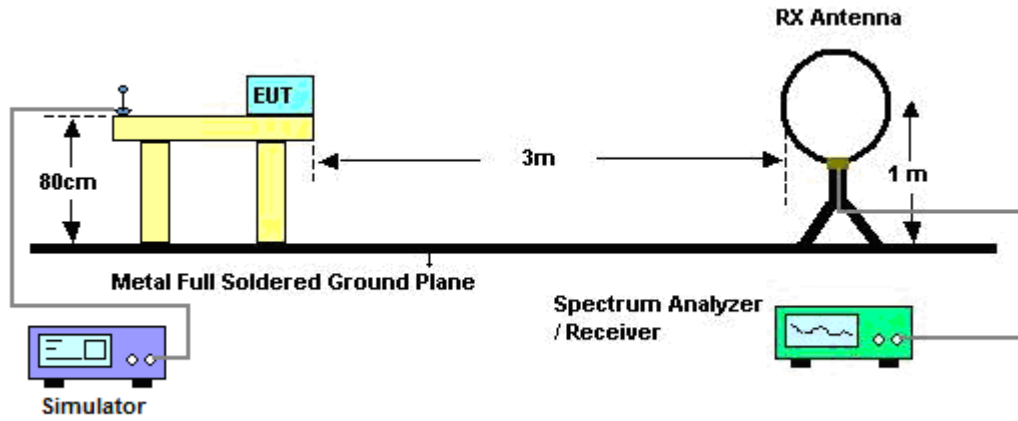 RX Antenna
EUT
80cm
3m
1 m
Metal Full Soldered Ground Plane
Spectrum Analyzer
/ Receiver
Simulator